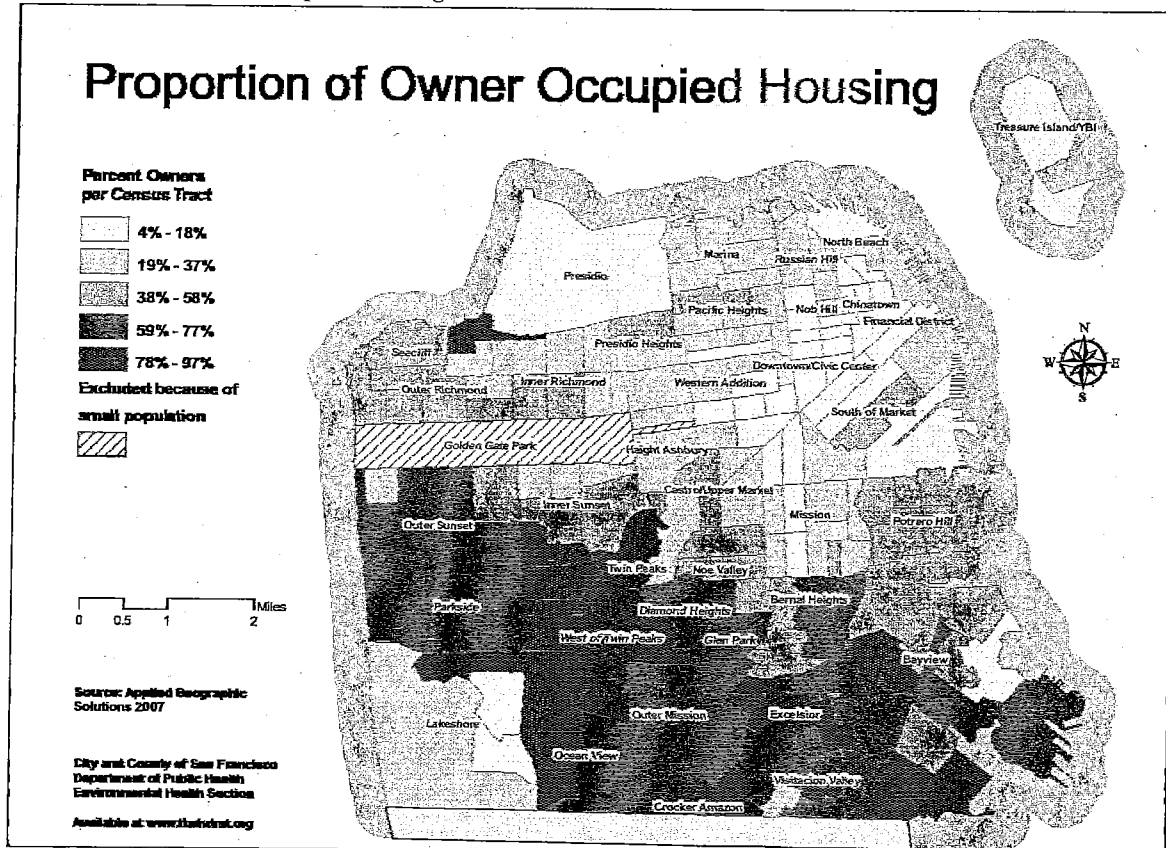 Proportion of Owner Occupied Housing
Percent Owners
per Census Tract
4% - 18%
19% - 37%
38% - 58%
59% - 77%
78% - 97%
Excluded because of
small population
Miles
0 0.5 1 2
Source: Applied Geographic
Solutions 2007
City and County of San Francisco
Department of Public Health
Environmental Health Section
Available at www.thehdmt.org
Treasure Island/YBI
N
W E
S
North Beach
Marina
Russian Hill
Presidio
Chinatown
Pacific Heights
Nob Hill
Financial District
Presidio Heights
Seacliff
Downtown/Civic Center
Inner Richmond
Western Addition
Outer Richmond
South of Market
Golden Gate Park
Haight Ashbury
Castro/Upper Market
Inner Sunset
Mission
Potrero Hill
Outer Sunset
Twin Peaks
Noe Valley
Bernal Heights
Parkside
Diamond Heights
West of Twin Peaks
Glen Park
Bayview
Lakeshore
Outer Mission
Excelsior
Ocean View
Visitacion Valley
Crocker Amazon